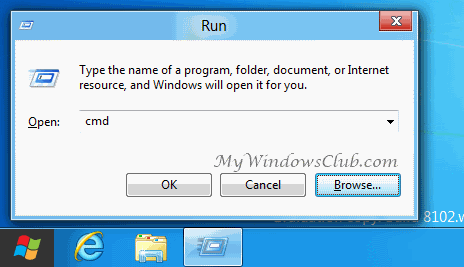 Run
Type the name of a program, folder, document, or Internet
resource, and Windows will open it for you.
Open: cmd
MyWindowsClub.com
OK Cancel Browse...
8102.w